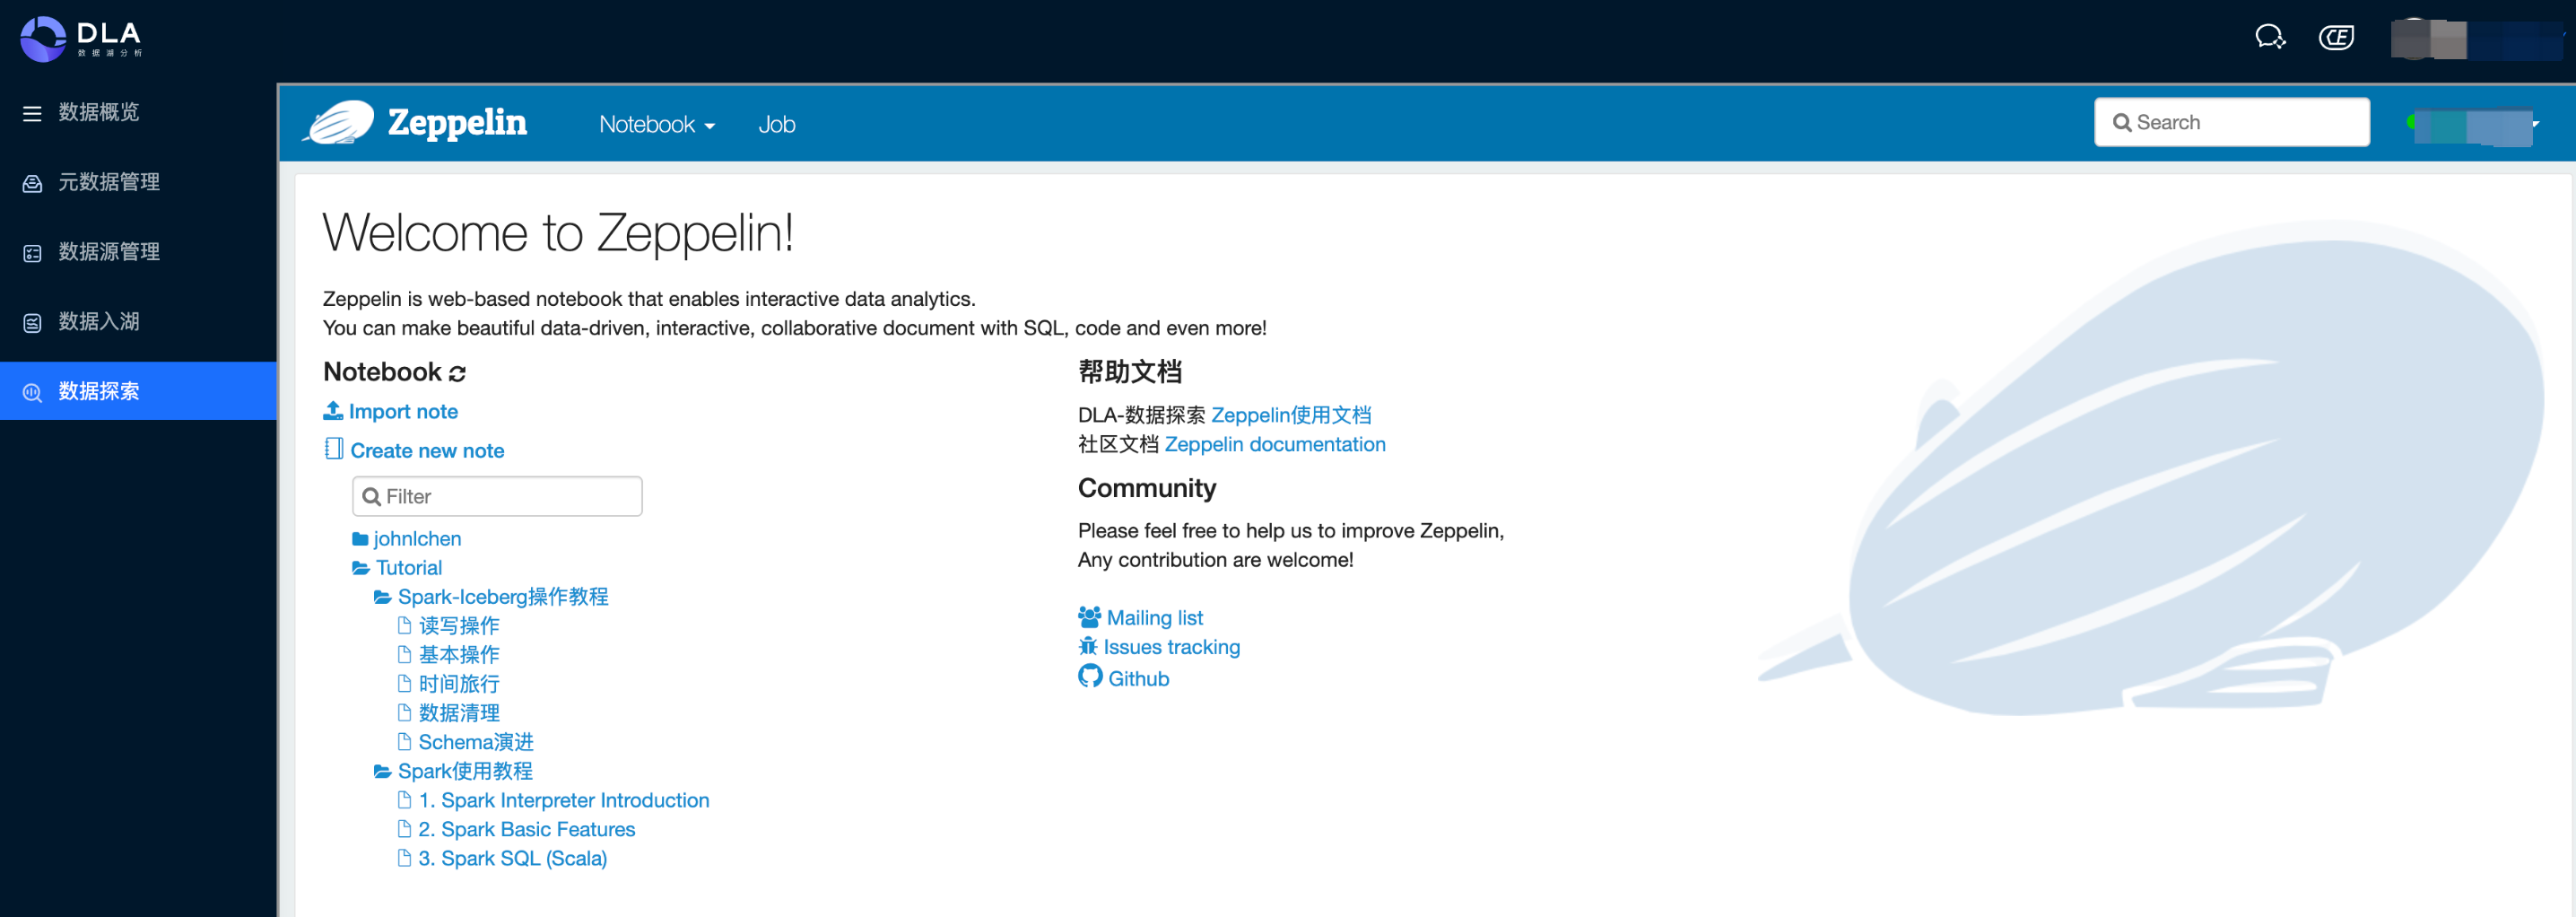 DLA
数据湖分析
数据概览
元数据管理
数据源管理
数据入湖
数据探索
Zeppelin
Notebook
Job
Search
Welcome to Zeppelin!
Zeppelin is web-based notebook that enables interactive data analytics.
You can make beautiful data-driven, interactive, collaborative document with SQL, code and even more!
Notebook
Import note
Create new note
Filter
johnlchen
Tutorial
Spark-Iceberg操作教程
读写操作
基本操作
时间旅行
数据清理
Schema演进
Spark使用教程
1. Spark Interpreter Introduction
2. Spark Basic Features
3. Spark SQL (Scala)
帮助文档
DLA-数据探索 Zeppelin使用文档
社区文档 Zeppelin documentation
Community
Please feel free to help us to improve Zeppelin,
Any contribution are welcome!
Mailing list
Issues tracking
Github